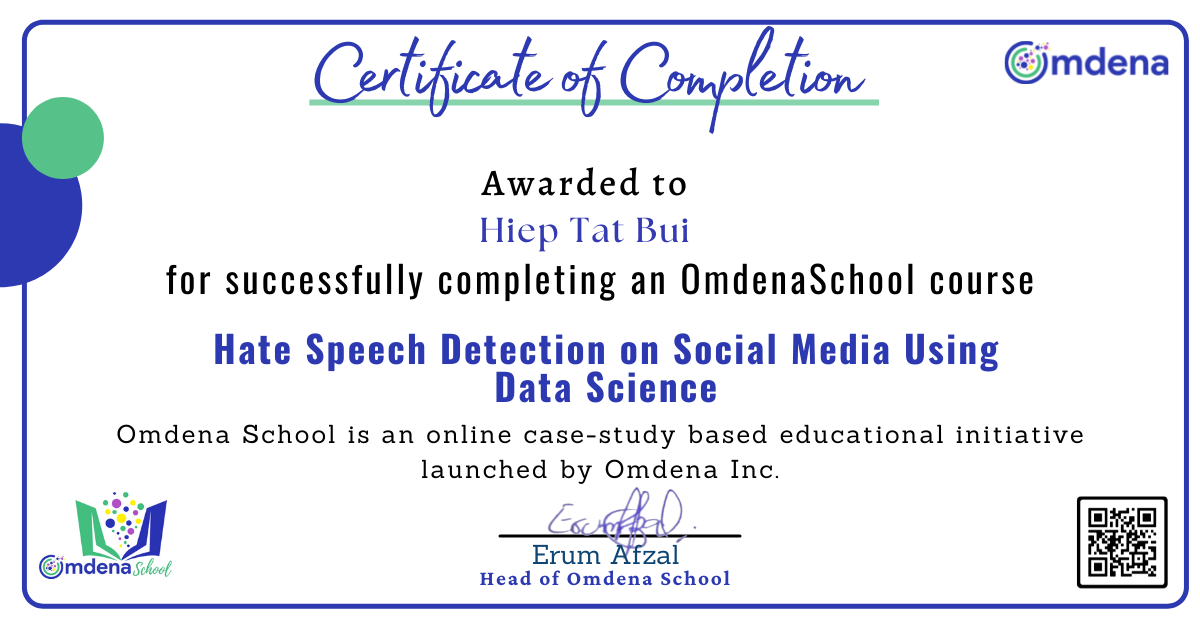 Certificate of Completion
Omdena
Awarded to
Hiep Tat Bui
for successfully completing an OmdenaSchool course
Hate Speech Detection on Social Media Using
Data Science
Omdena School is an online case-study based educational initiative
launched by Omdena Inc.
Erum Afzal
Head of Omdena School
Omdena School